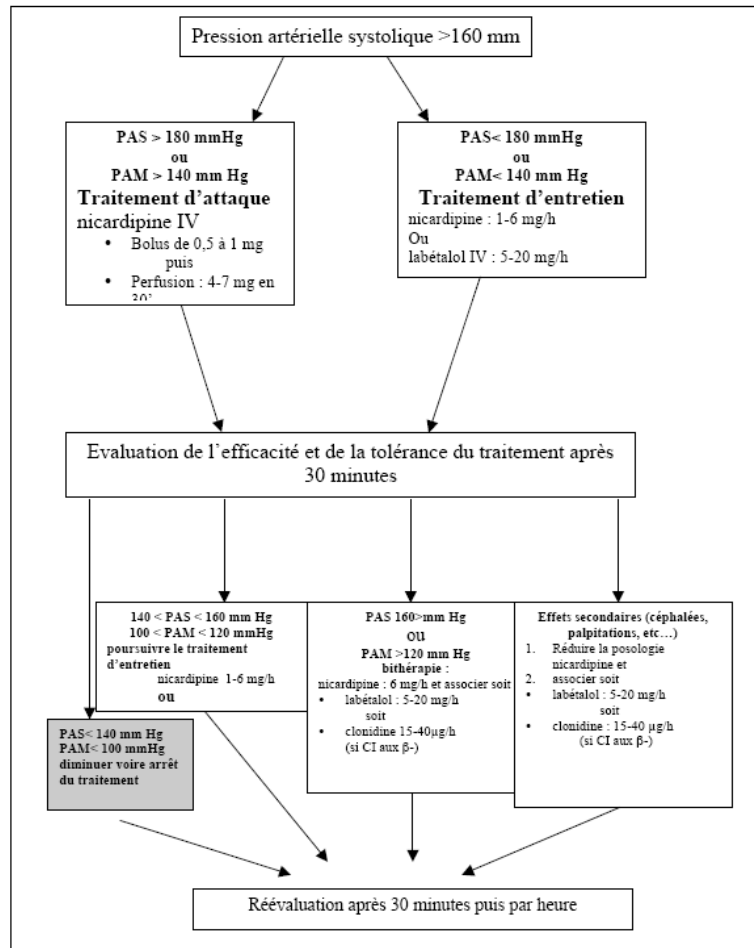 Pression artérielle systolique >160 mm
PAS > 180 mmHg
ou
PAM > 140 mm Hg
Traitement d'attaque
nicardipine IV
• Bolus de 0,5 à 1 mg
puis
• Perfusion : 4-7 mg en
30'
PAS< 180 mmHg
ou
PAM< 140 mm Hg
Traitement d'entretien
nicardipine : 1-6 mg/h
Ou
labétalol IV : 5-20 mg/h
Evaluation de l'efficacité et de la tolérance du traitement après
30 minutes
PAS< 140 mm Hg
PAM< 100 mmHg
diminuer voire arrêt
du traitement
140 < PAS < 160 mm Hg
100 < PAM < 120 mmHg
poursuivre le traitement
d'entretien
nicardipine 1-6 mg/h
ou
PAS 160>mm Hg
ou
PAM >120 mm Hg
bithérapie :
nicardipine : 6 mg/h et associer soit
• labétalol : 5-20 mg/h
soit
• clonidine 15-40µg/h
(si CI aux β-)
Effets secondaires (céphalées,
palpitations, etc…)
1. Réduire la posologie
nicardipine et
2. associer soit
• labétalol : 5-20 mg/h
soit
• clonidine : 15-40 µg/h
(si CI aux β-)
Réévaluation après 30 minutes puis par heure